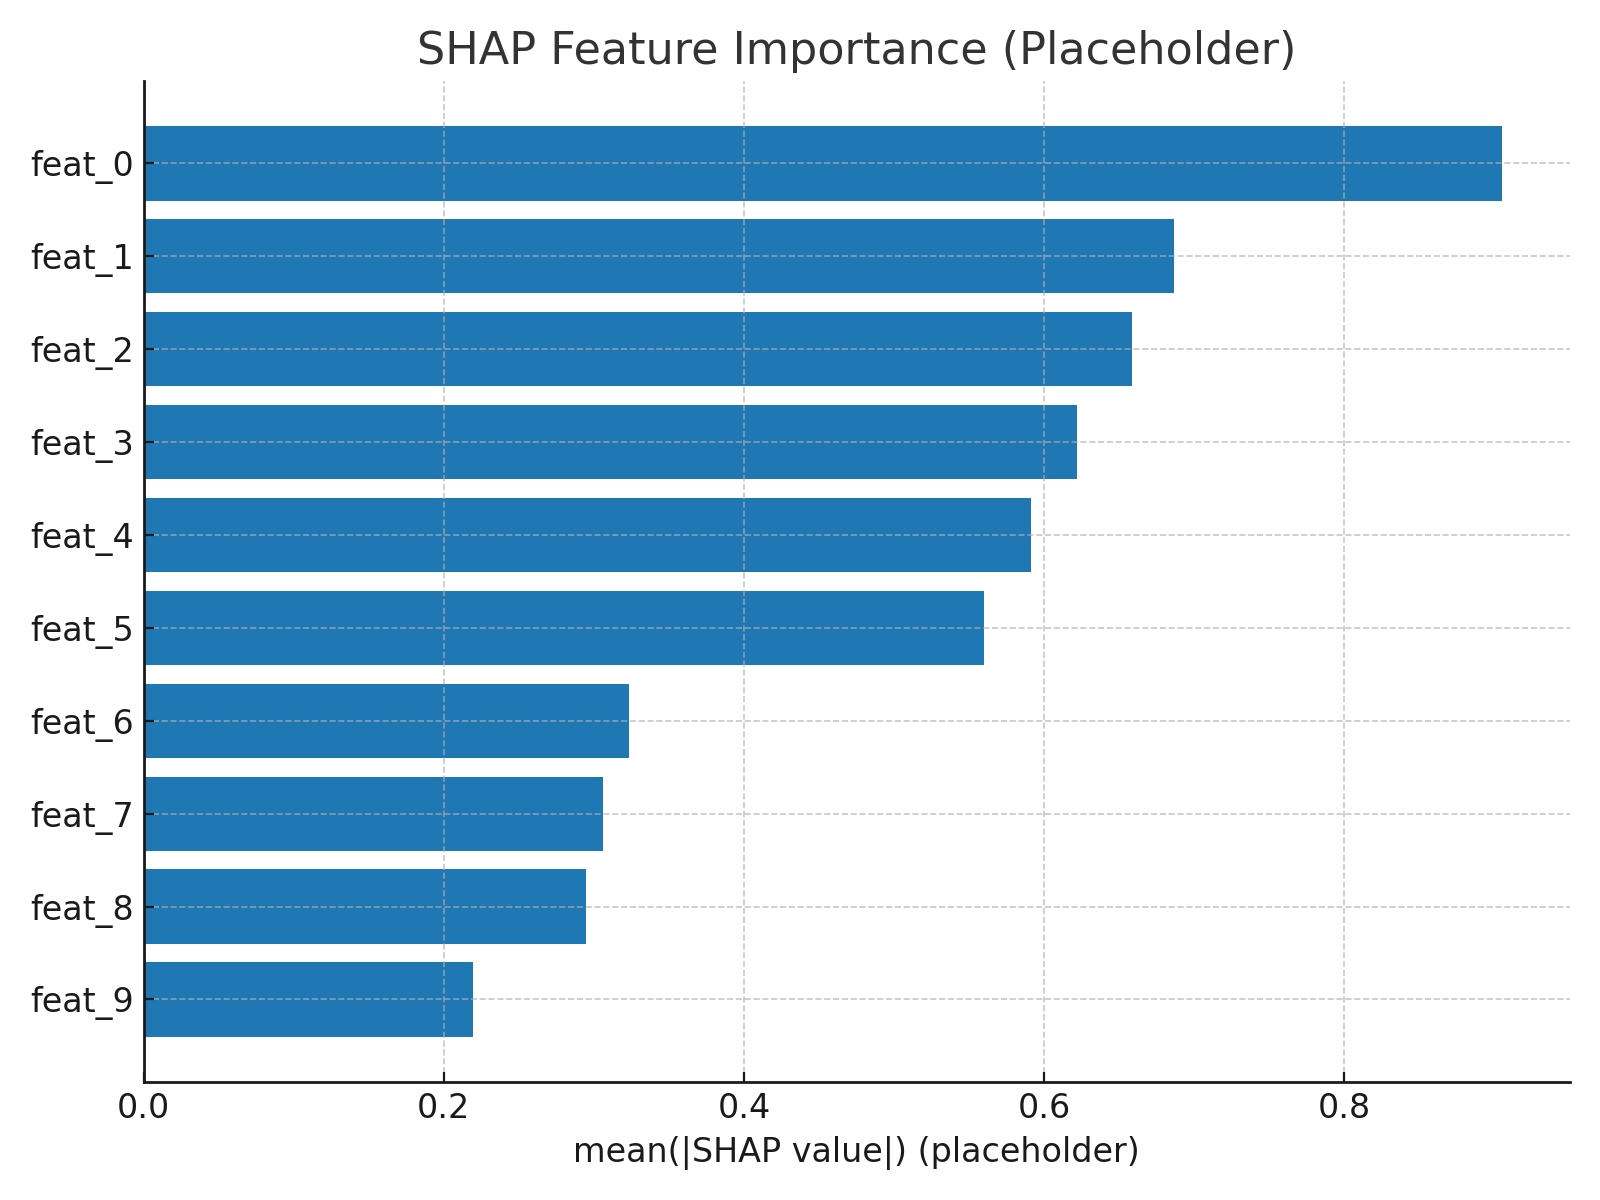 SHAP Feature Importance (Placeholder)
feat_0
feat_1
feat_2
feat_3
feat_4
feat_5
feat_6
feat_7
feat_8
feat_9
0.0 0.2 0.4 0.6 0.8
mean(|SHAP value|) (placeholder)